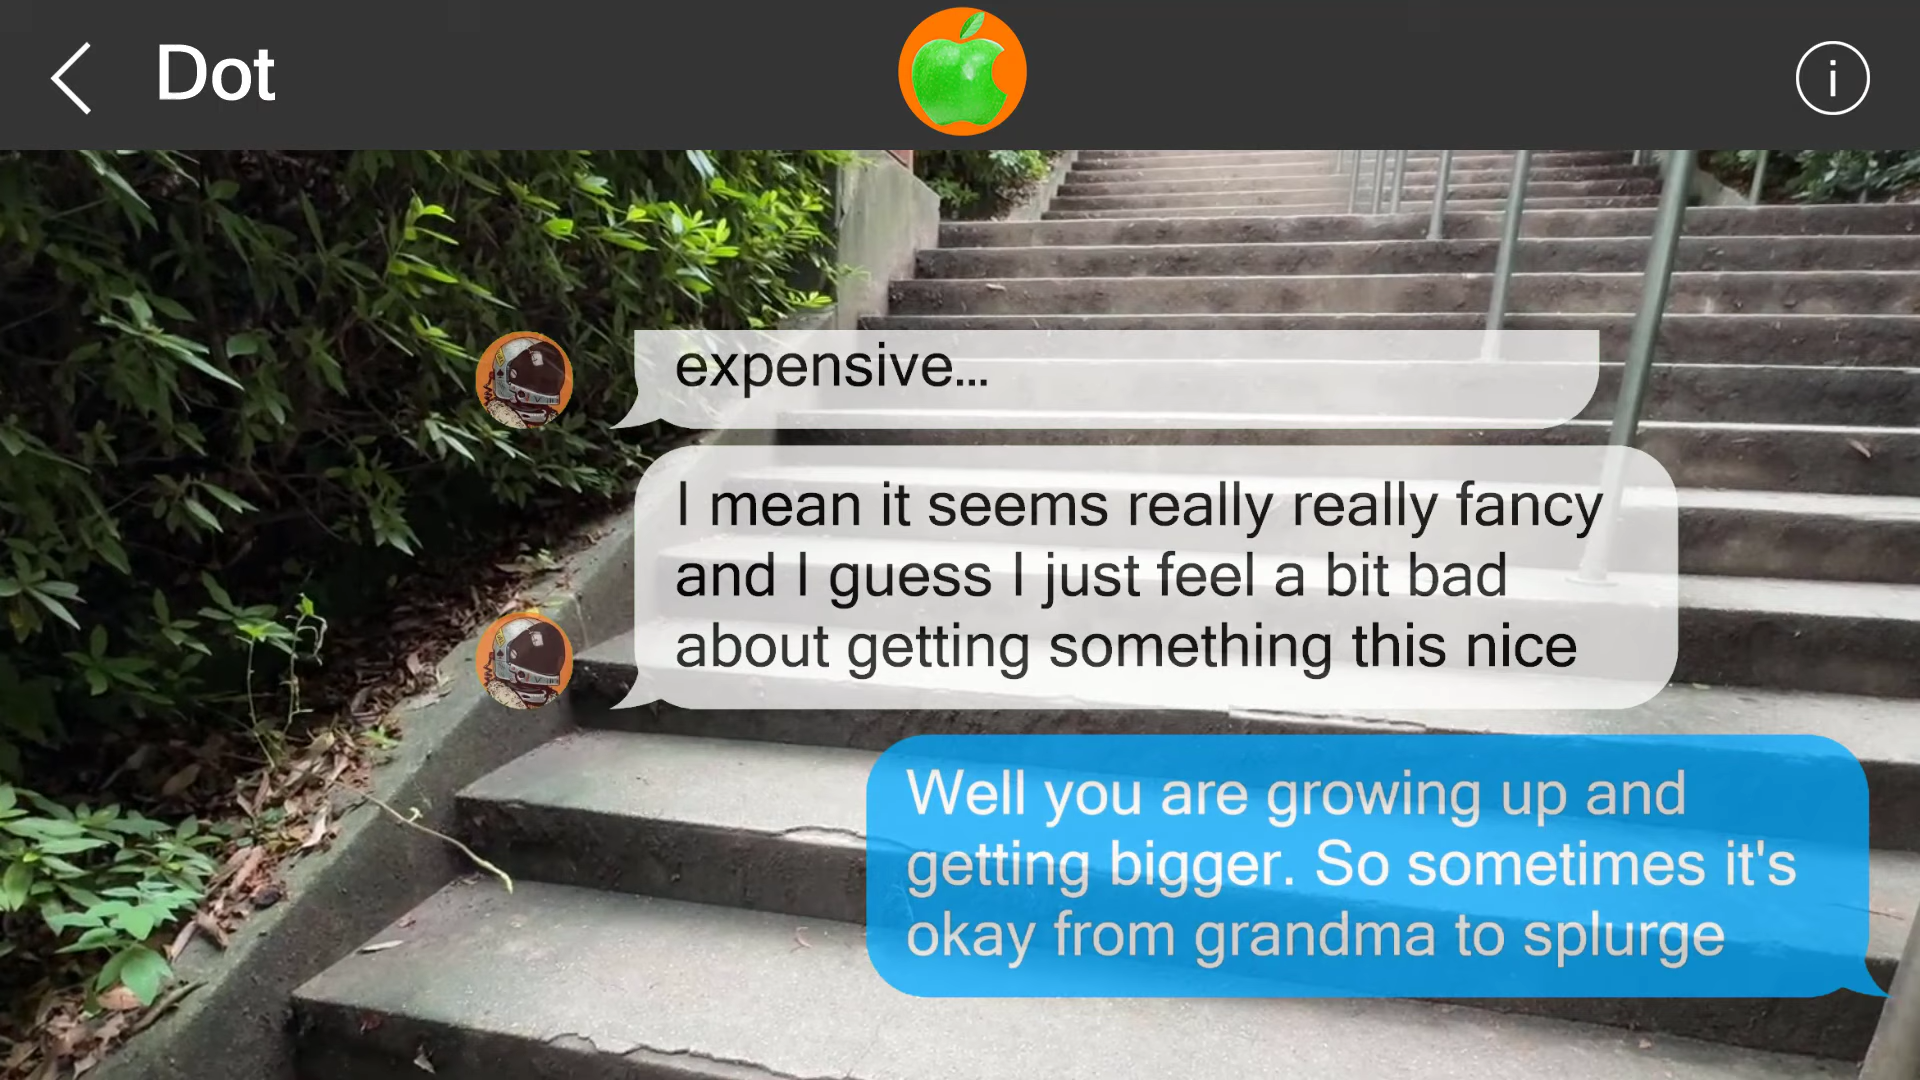 Dot
i
expensive...
I mean it seems really really fancy
and I guess I just feel a bit bad
about getting something this nice
Well you are growing up and
getting bigger. So sometimes it's
okay from grandma to splurge